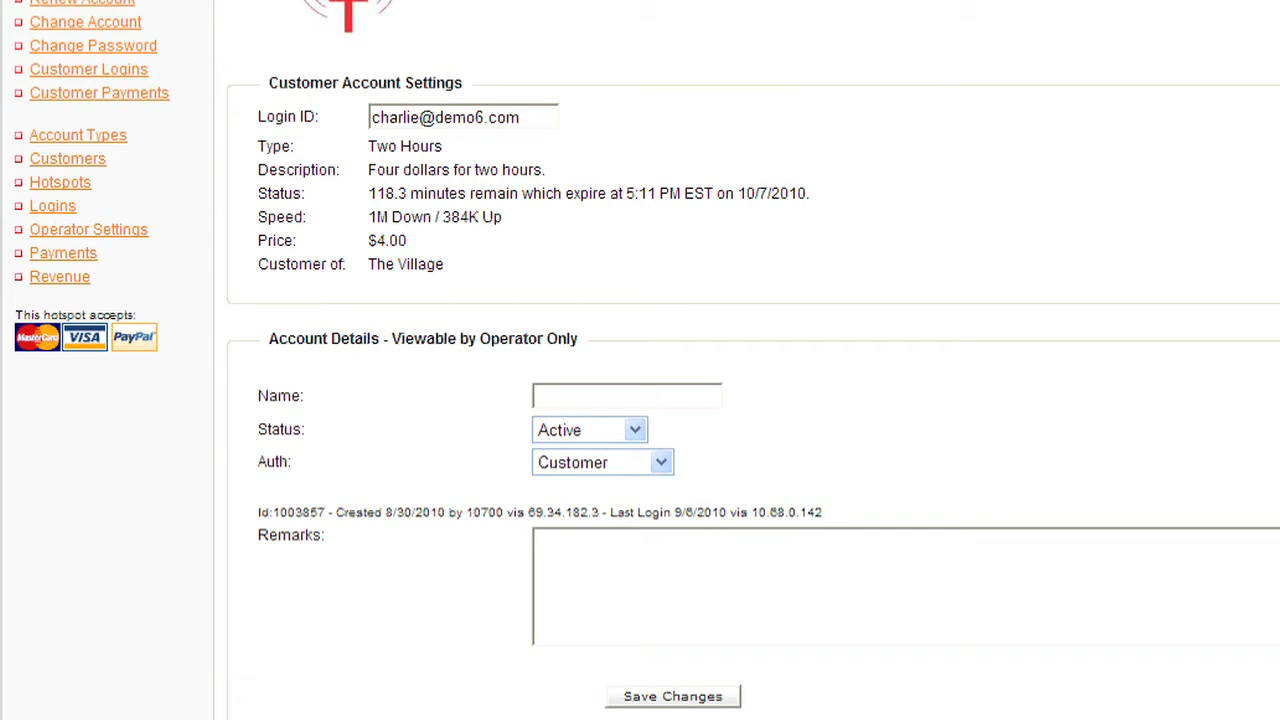 Renew Account
Change Account
Change Password
Customer Logins
Customer Payments
Account Types
Customers
Hotspots
Logins
Operator Settings
Payments
Revenue
This hotspot accepts:
MasterCard VISA PayPal
Customer Account Settings
Login ID: charlie@demo6.com
Type: Two Hours
Description: Four dollars for two hours.
Status: 118.3 minutes remain which expire at 5:11 PM EST on 10/7/2010.
Speed: 1M Down / 384K Up
Price: $4.00
Customer of: The Village
Account Details - Viewable by Operator Only
Name:
Status: Active
Auth: Customer
Id:1003857 - Created 8/30/2010 by 10700 via 69.34.182.3 - Last Login 9/6/2010 via 10.68.0.142
Remarks:
Save Changes